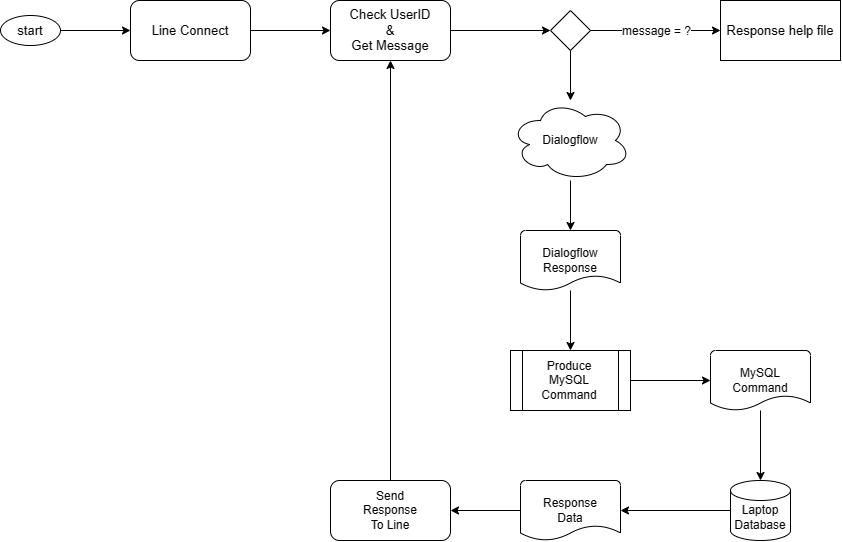 start
Line Connect
Check UserID
&
Get Message
message = ?
Response help file
Dialogflow
Dialogflow
Response
Produce
MySQL
Command
MySQL
Command
Send
Response
To Line
Response
Data
Laptop
Database